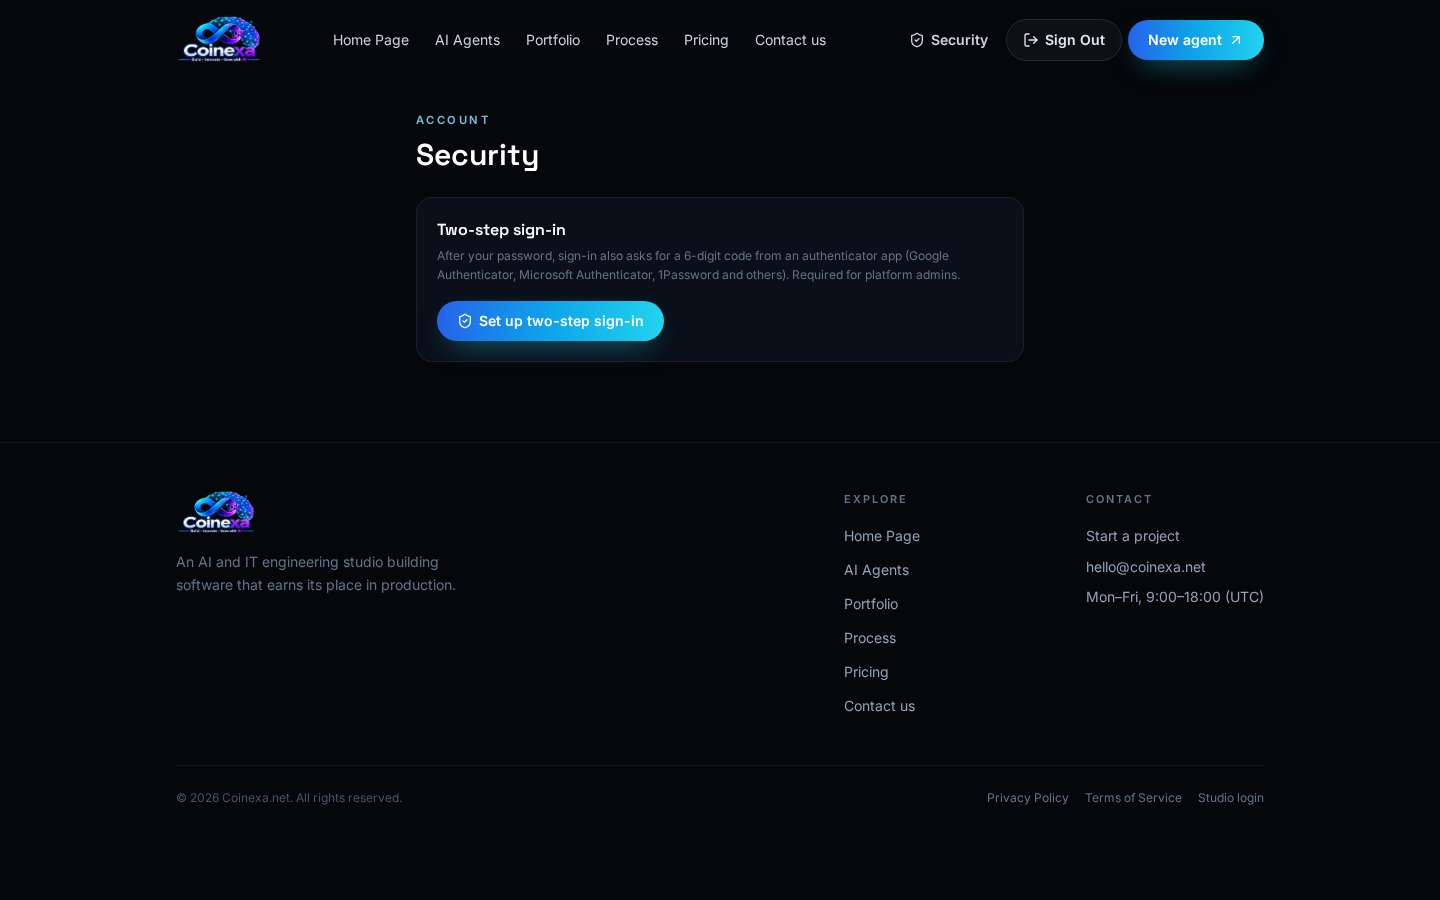 Coinexa
Home Page
AI Agents
Portfolio
Process
Pricing
Contact us
Security
Sign Out
New agent
ACCOUNT
Security
Two-step sign-in
After your password, sign-in also asks for a 6-digit code from an authenticator app (Google
Authenticator, Microsoft Authenticator, 1Password and others). Required for platform admins.
Set up two-step sign-in
Coinexa
An AI and IT engineering studio building
software that earns its place in production.
EXPLORE
Home Page
AI Agents
Portfolio
Process
Pricing
Contact us
CONTACT
Start a project
hello@coinexa.net
Mon–Fri, 9:00–18:00 (UTC)
© 2026 Coinexa.net. All rights reserved.
Privacy Policy
Terms of Service
Studio login